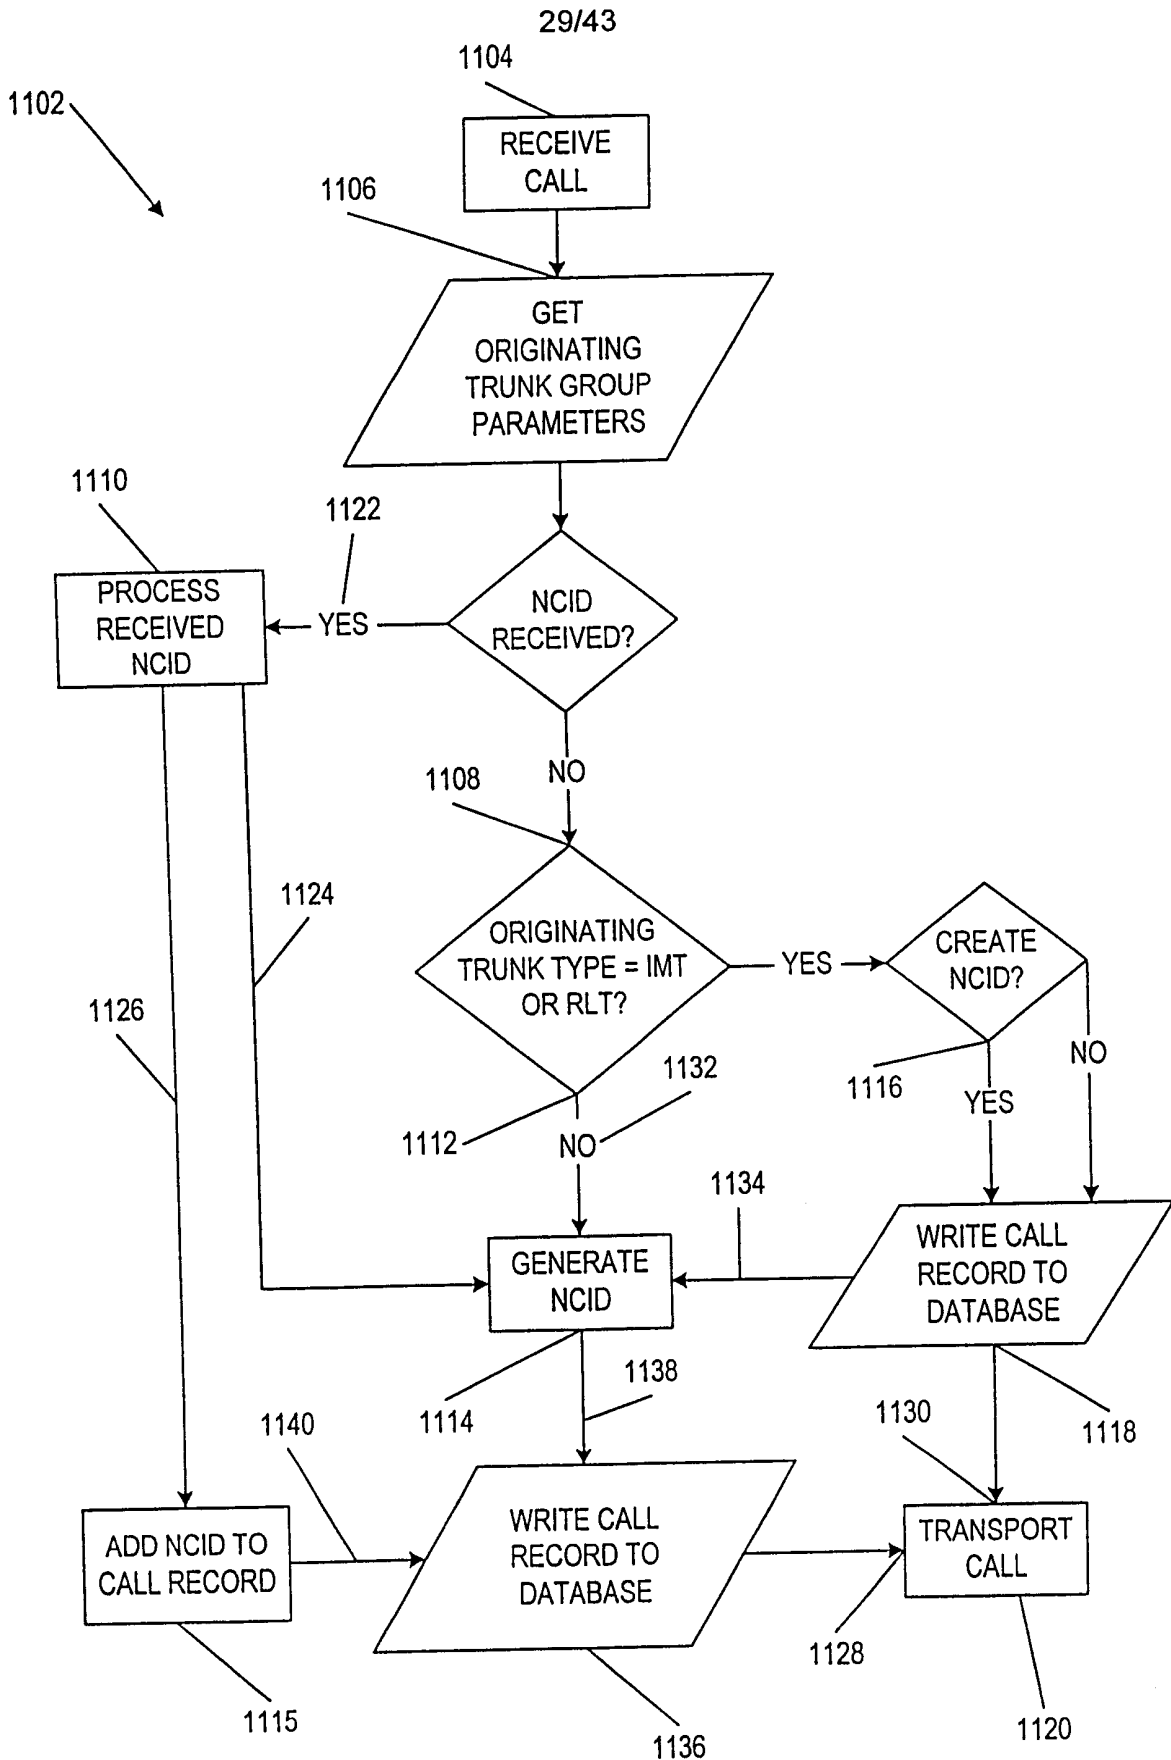 29/43
1104
1102
RECEIVE
CALL
1106
GET
ORIGINATING
TRUNK GROUP
PARAMETERS
1110
1122
PROCESS
RECEIVED
NCID
YES
NCID
RECEIVED?
NO
1108
1124
ORIGINATING
TRUNK TYPE = IMT
OR RLT?
YES
CREATE
NCID?
1126
1132
1116
NO
YES
1112
NO
1134
GENERATE
NCID
WRITE CALL
RECORD TO
DATABASE
1114
1138
1130
1118
1140
ADD NCID TO
CALL RECORD
WRITE CALL
RECORD TO
DATABASE
TRANSPORT
CALL
1128
1115
1136
1120